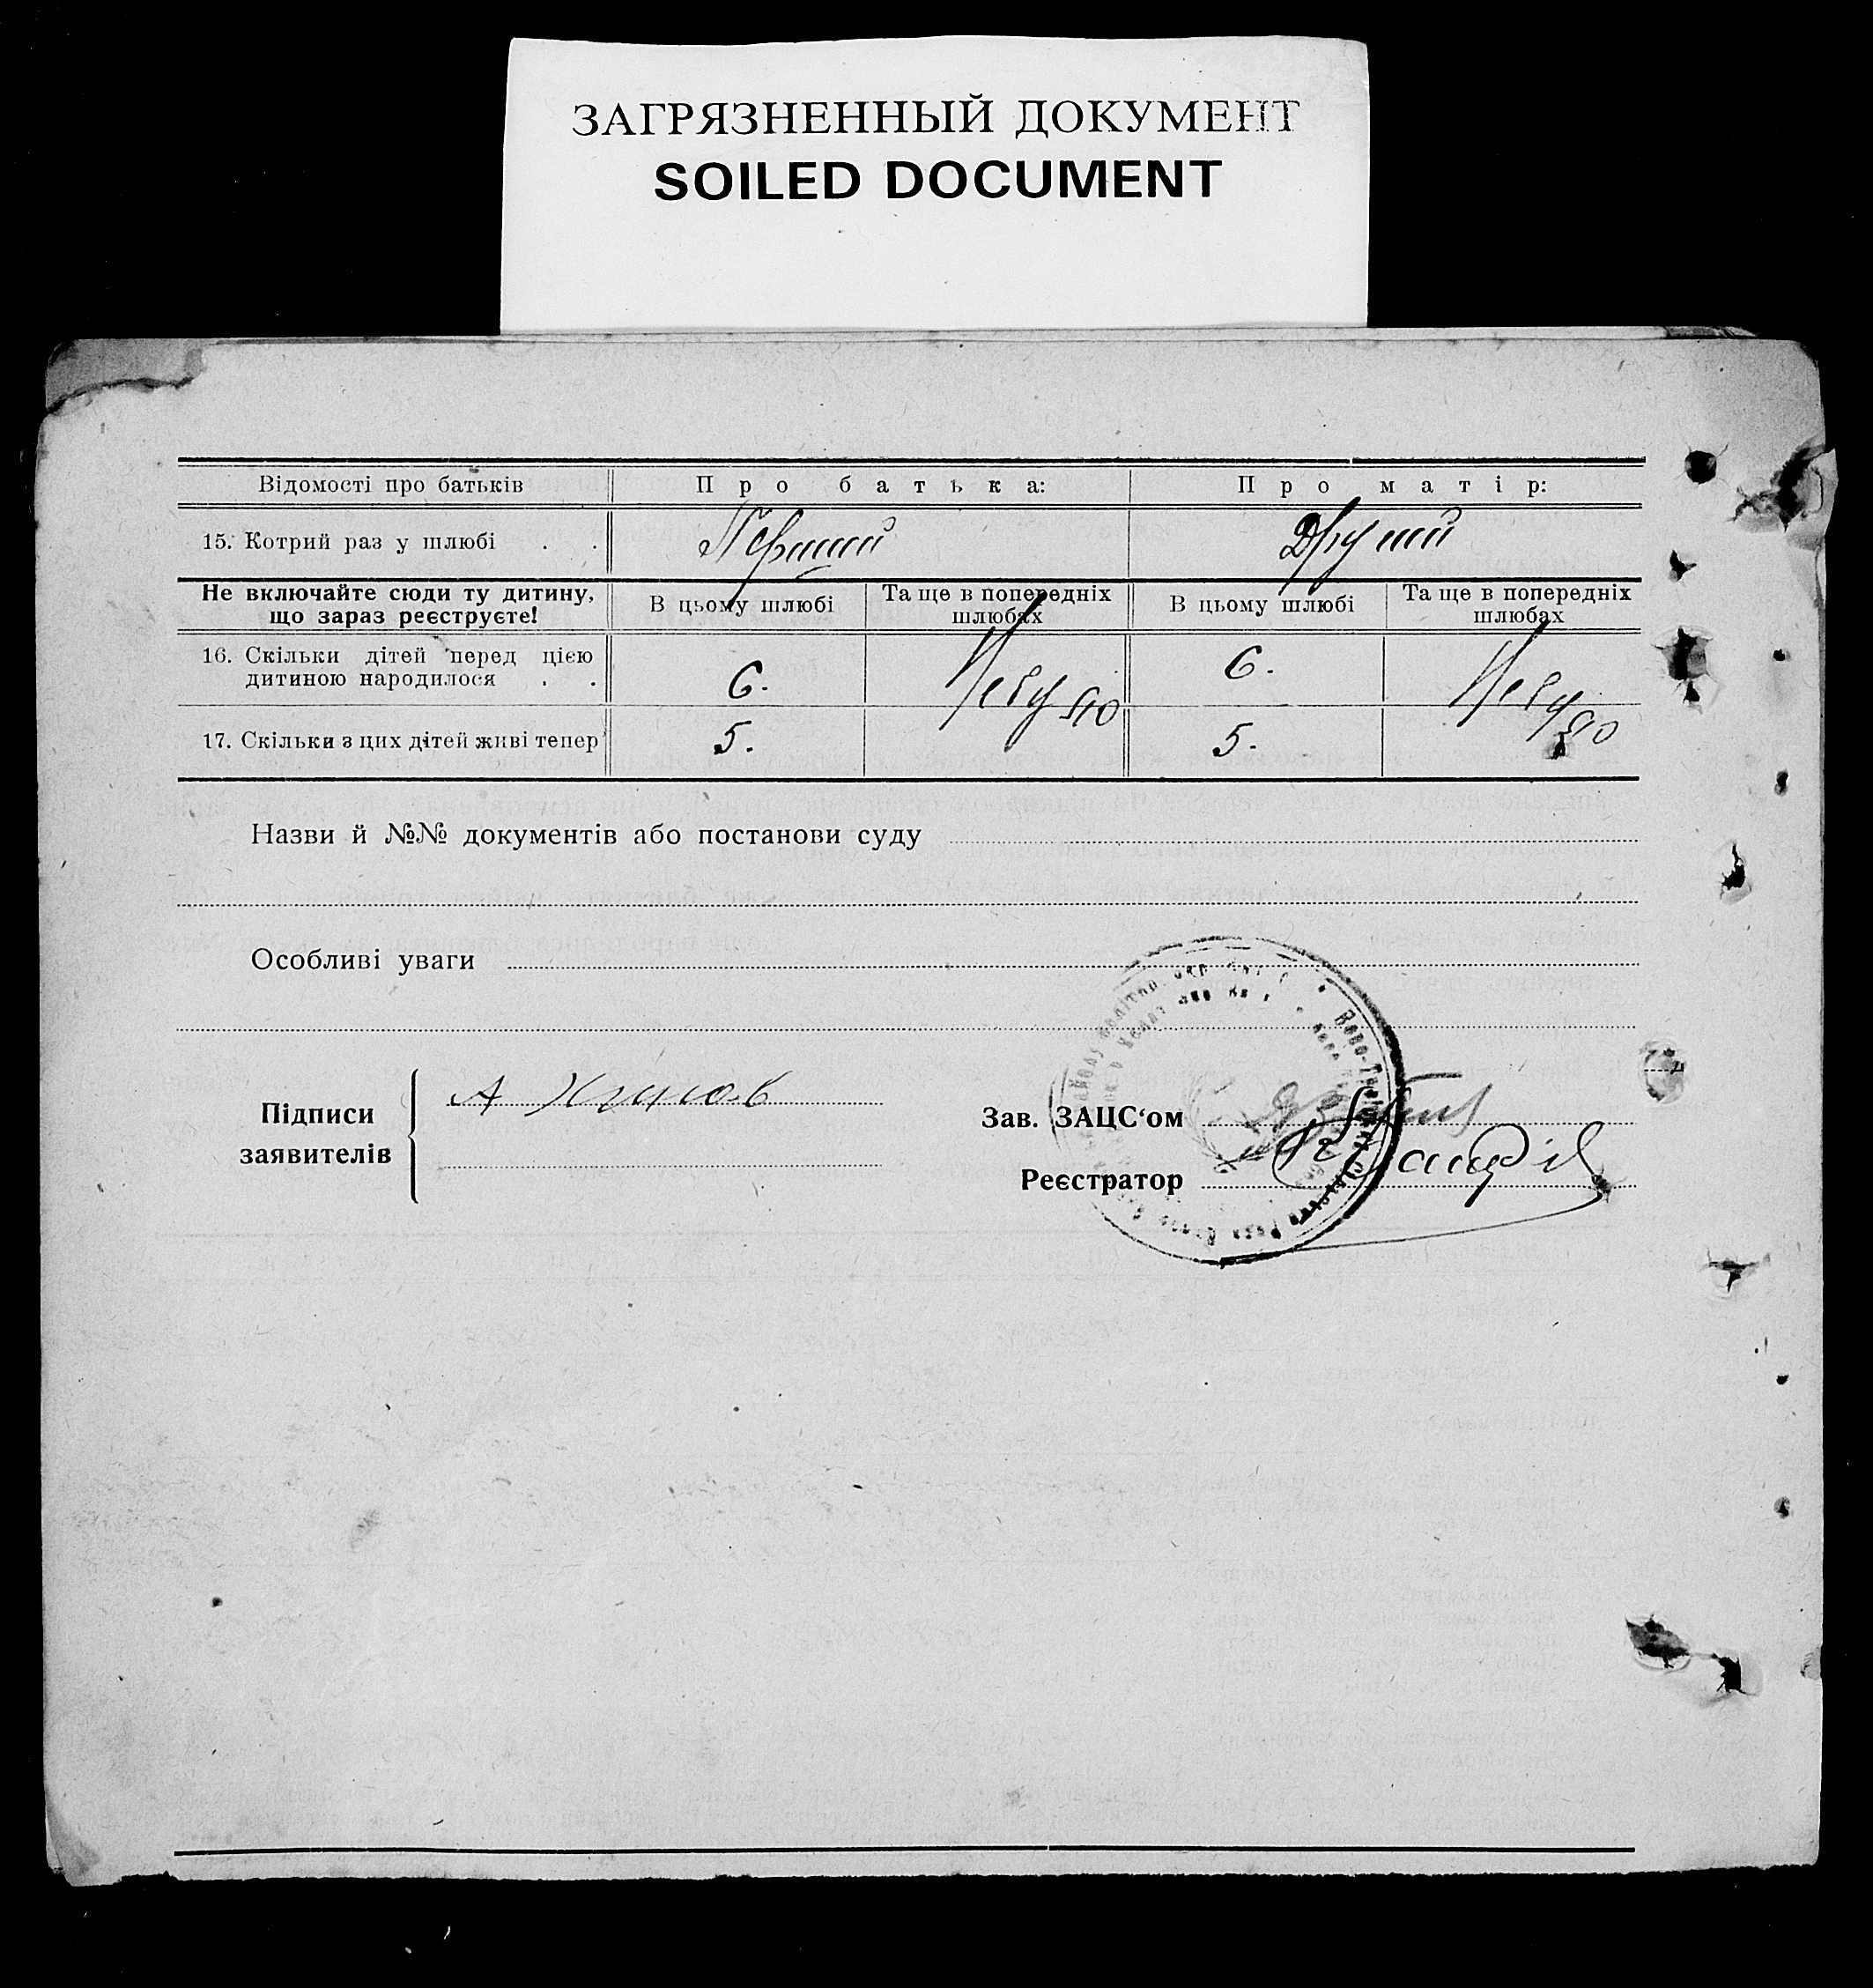 ЗАГРЯЗНЕННЫЙ ДОКУМЕНТ
SOILED DOCUMENT
Відомості про батьків Про батька: Про матір:
15. Котрий раз у шлюбі . . Перший Другий
Не включайте сюди ту дитину, що зараз реєструєте! В цьому шлюбі Та ще в попередніх шлюбах В цьому шлюбі Та ще в попередніх шлюбах
16. Скільки дітей перед цією
дитиною народилося . . 6. Небуло 6. Небуло
17. Скільки з цих дітей живі тепер 5. 5.
Назви й №№ документів або постанови суду
Особливі уваги
Підписи
заявителів
А
Зав. ЗАЦС‘ом
Реєстратор